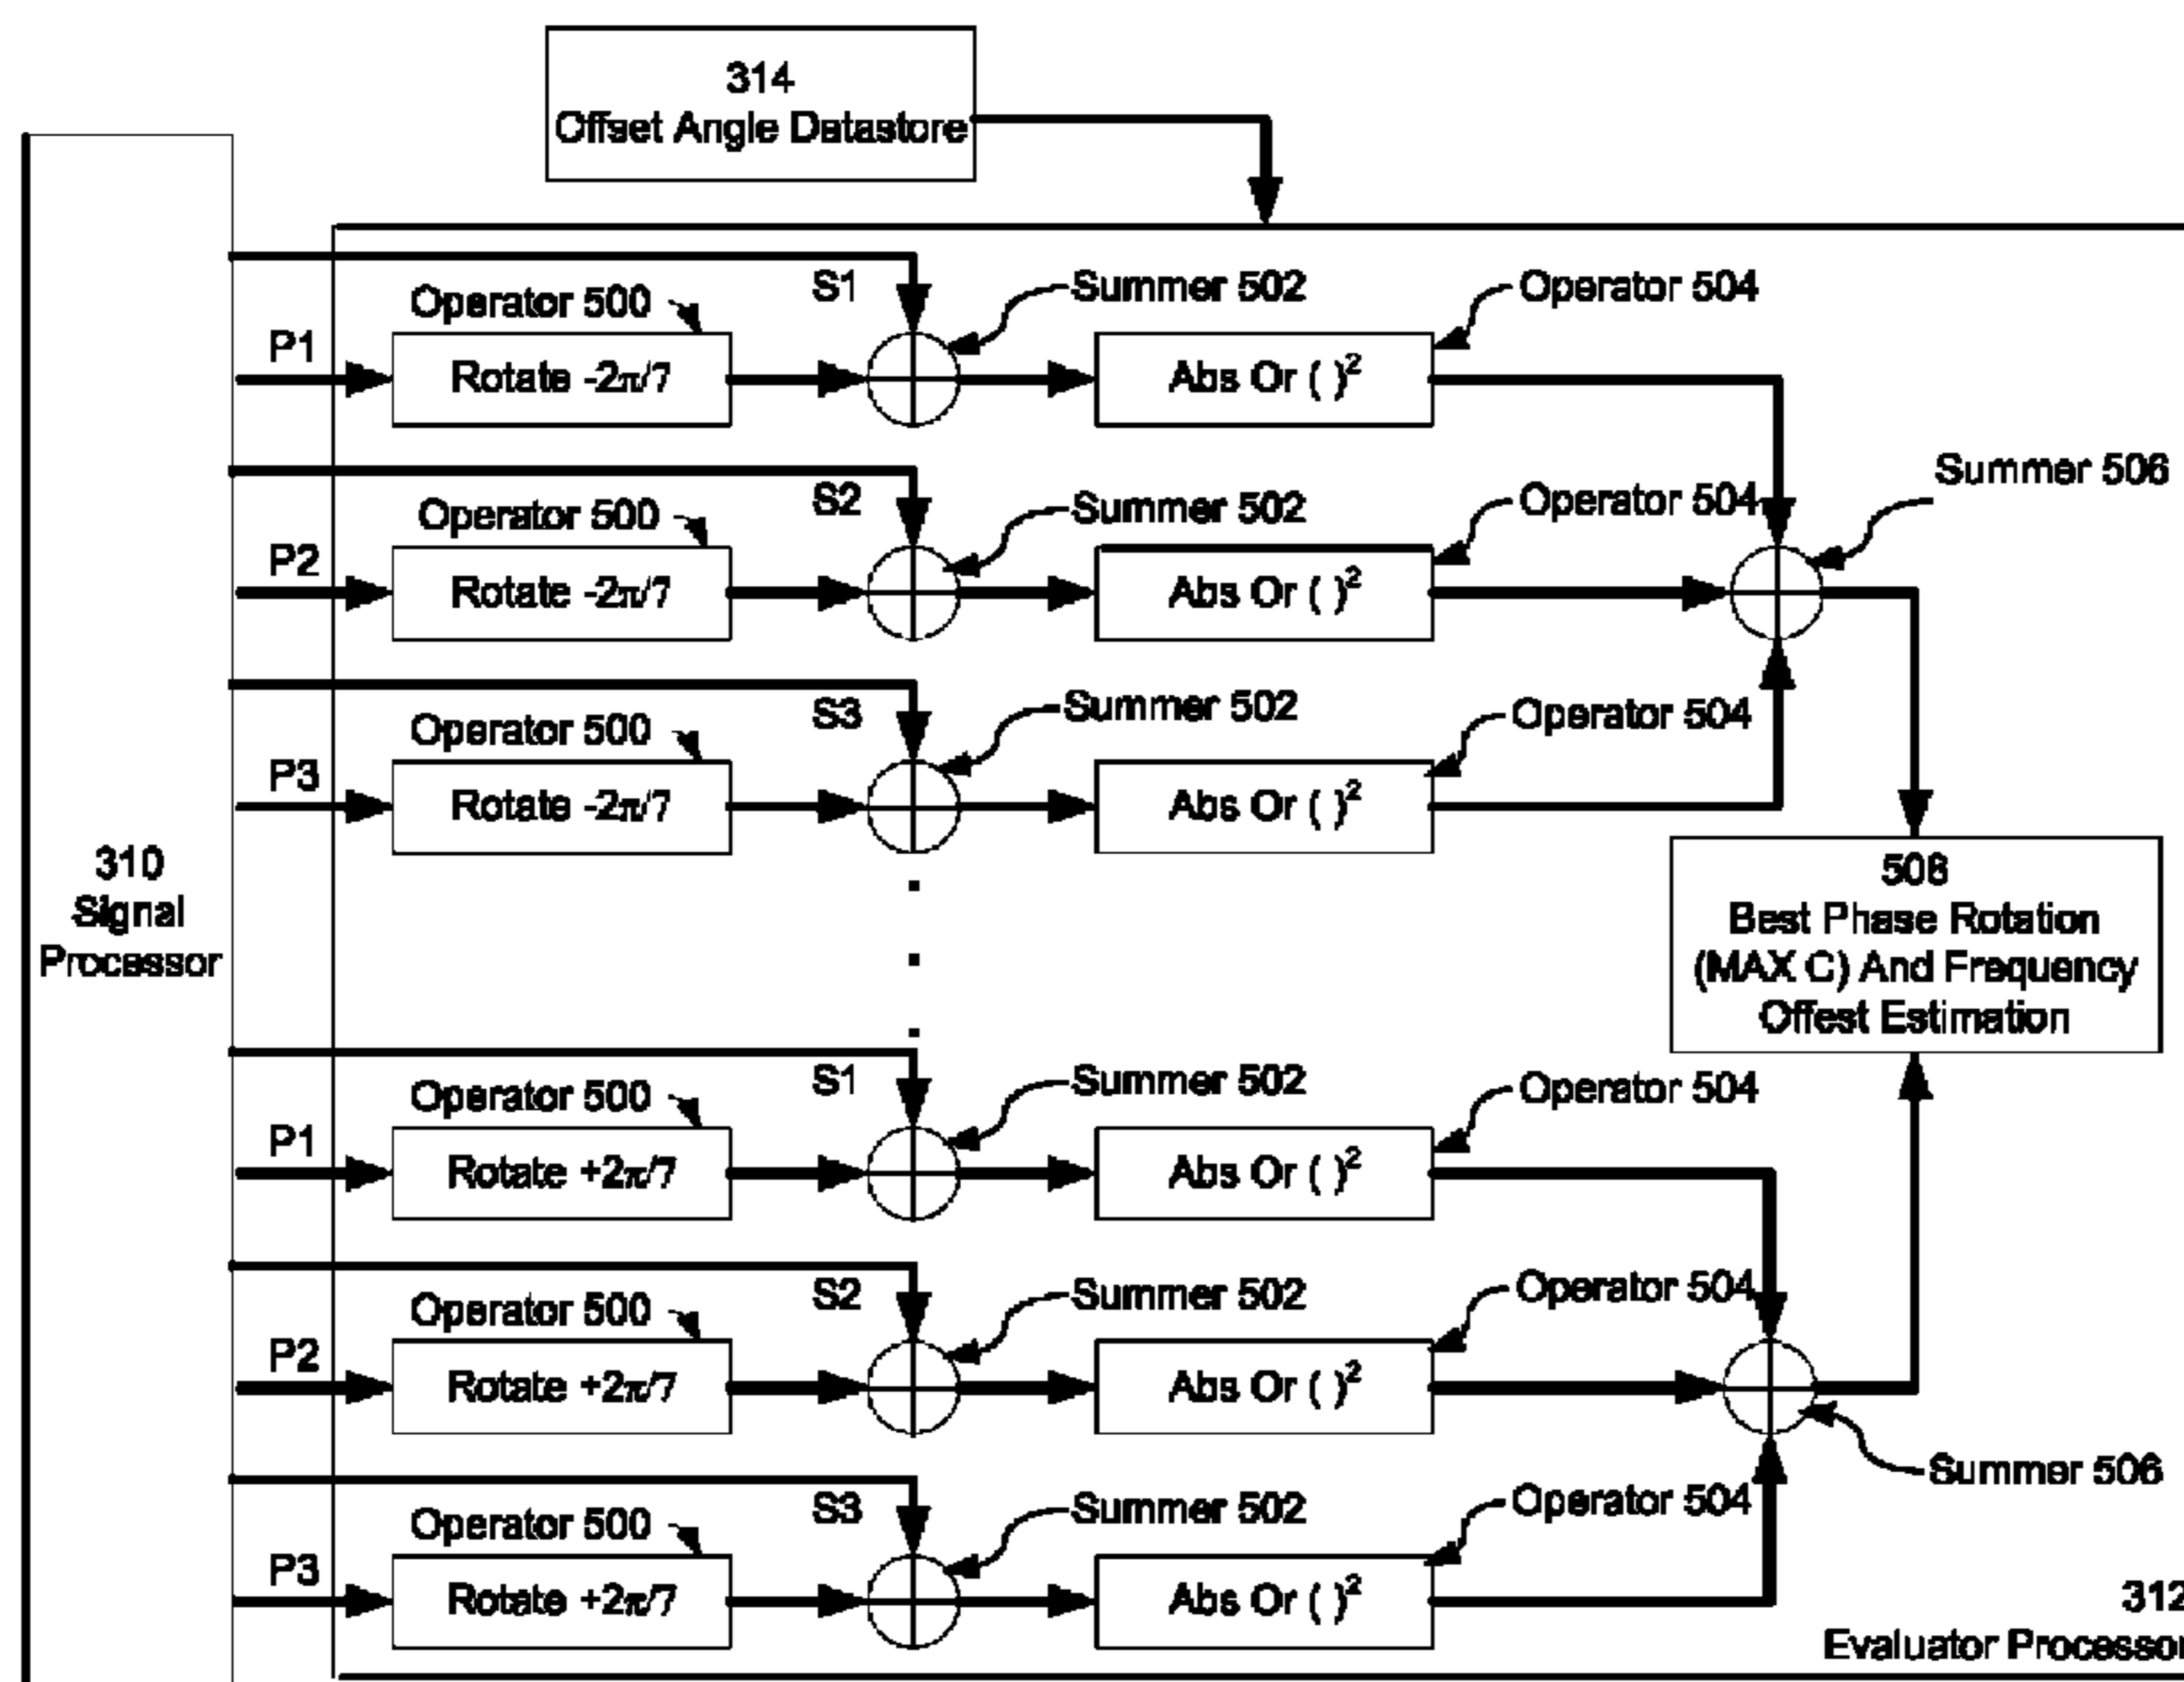 314
Offset Angle Datastore
S1
Summer 502
Operator 504
Operator 500
P1
Rotate -2π/7
Abs Or ( )²
Summer 506
S2
Summer 502
Operator 504
Operator 500
P2
Rotate -2π/7
Abs Or ( )²
S3
Summer 502
Operator 504
Operator 500
P3
Rotate -2π/7
Abs Or ( )²
310
Signal
Processor
508
Best Phase Rotation
(MAX C) And Frequency
Offest Estimation
S1
Summer 502
Operator 504
Operator 500
P1
Rotate +2π/7
Abs Or ( )²
S2
Summer 502
Operator 504
Operator 500
P2
Rotate +2π/7
Abs Or ( )²
Summer 506
S3
Summer 502
Operator 504
Operator 500
P3
Rotate +2π/7
Abs Or ( )²
312
Evaluator Processor